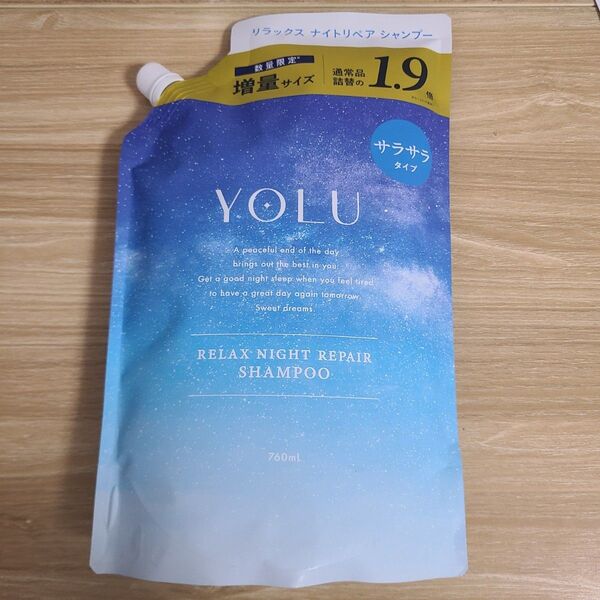 リラックス ナイトリペア シャンプー
数量限定*
増量サイズ
通常品
詰替の
1.9倍
サラサラ
タイプ
YOLU
A peaceful end of the day
brings out the best in you.
Get a good night sleep when you feel tired
to have a great day again tomorrow.
Sweet dreams.
RELAX NIGHT REPAIR
SHAMPOO
760mL